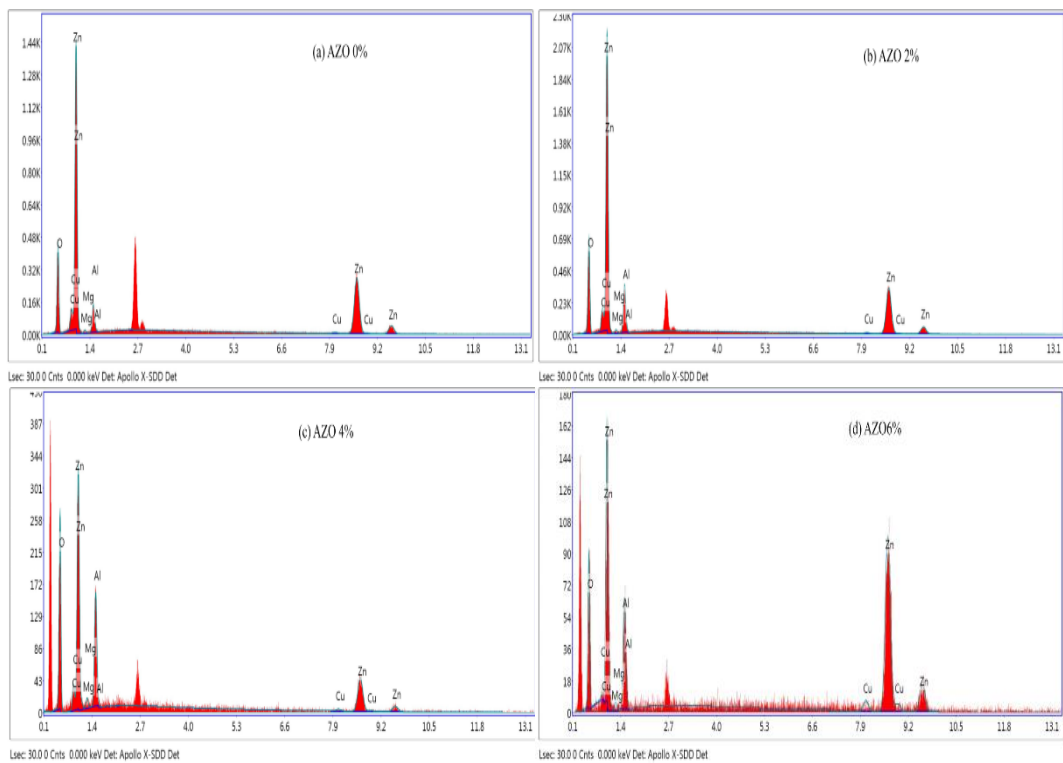 (a) AZO 0%
1.44K
1.28K
1.12K
0.96K
0.80K
0.64K
0.48K
0.32K
0.16K
0.00K
Zn
Zn
O
Cu
Cu
Mg
Mg
Al
Al
Cu
Zn
Cu
Zn
0.1 1.4 2.7 4.0 5.3 6.6 7.9 9.2 10.5 11.8 13.1
Lsec: 30.0 0 Cnts 0.000 keV Det: Apollo X-SDD Det
(b) AZO 2%
2.30K
2.07K
1.84K
1.61K
1.38K
1.15K
0.92K
0.69K
0.46K
0.23K
0.00K
Zn
Zn
O
Cu
Cu
Mg
Mg
Al
Al
Cu
Zn
Cu
Zn
0.1 1.4 2.7 4.0 5.3 6.6 7.9 9.2 10.5 11.8 13.1
Lsec: 30.0 0 Cnts 0.000 keV Det: Apollo X-SDD Det
(c) AZO 4%
387
344
301
258
215
172
129
86
43
0
O
Zn
Zn
Cu
Cu
Mg
Mg
Al
Al
Cu
Zn
Cu
Zn
0.1 1.4 2.7 4.0 5.3 6.6 7.9 9.2 10.5 11.8 13.1
Lsec: 30.0 0 Cnts 0.000 keV Det: Apollo X-SDD Det
(d) AZO6%
180
162
144
126
108
90
72
54
36
18
0
O
Zn
Zn
Cu
Cu
Mg
Mg
Al
Al
Cu
Zn
Cu
Zn
0.1 1.4 2.7 4.0 5.3 6.6 7.9 9.2 10.5 11.8 13.1
Lsec: 30.0 0 Cnts 0.000 keV Det: Apollo X-SDD Det